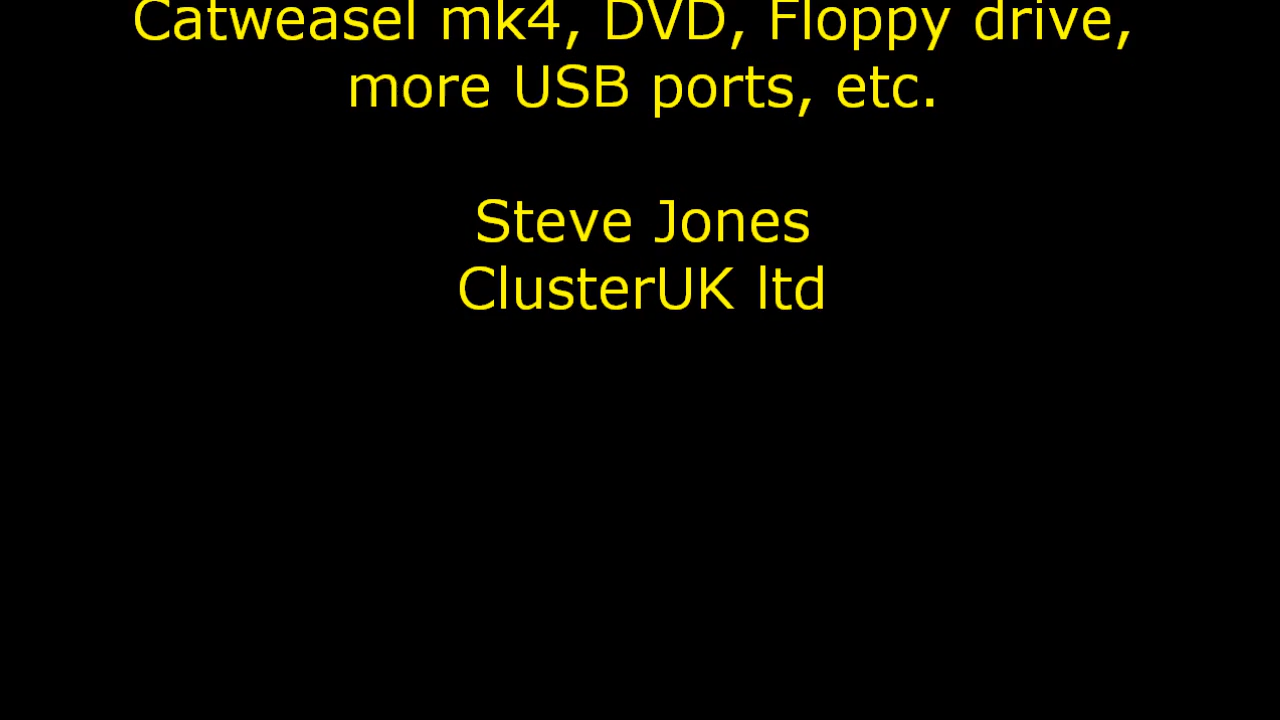 Catweasel mk4, DVD, Floppy drive,
more USB ports, etc.
Steve Jones
ClusterUK ltd